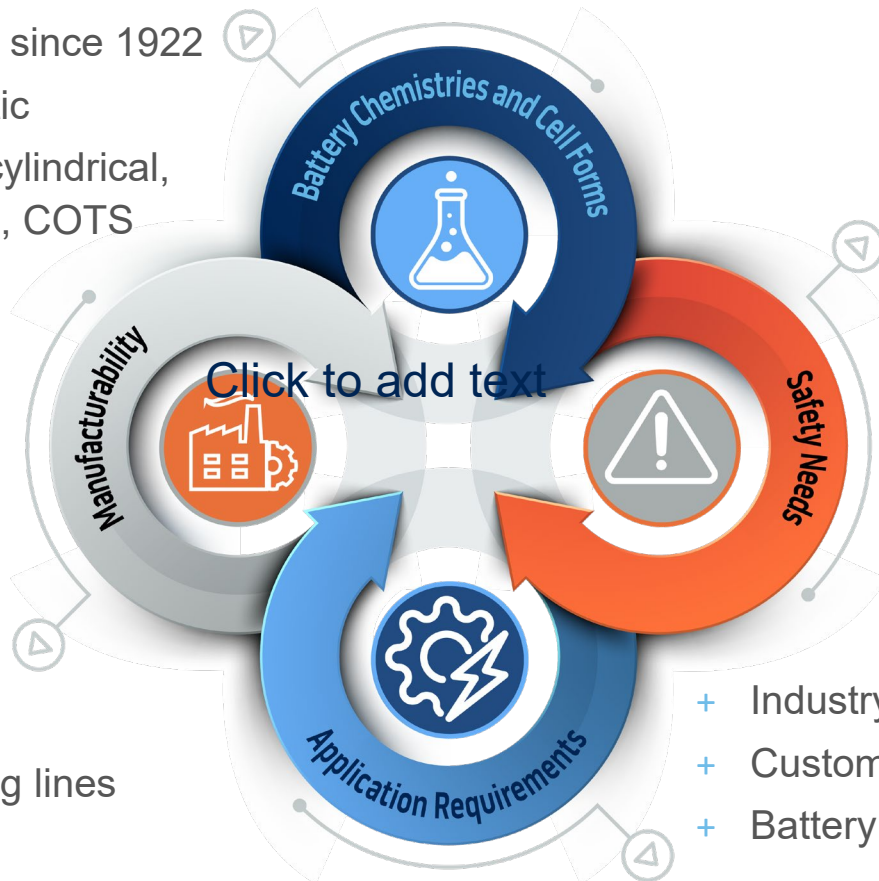 since 1922
Battery Chemistries and Cell Forms
ic
cylindrical,
, COTS
Manufacturability
Click to add text
Safety Needs
Application Requirements
+ Industry
g lines
+ Custom
+ Battery